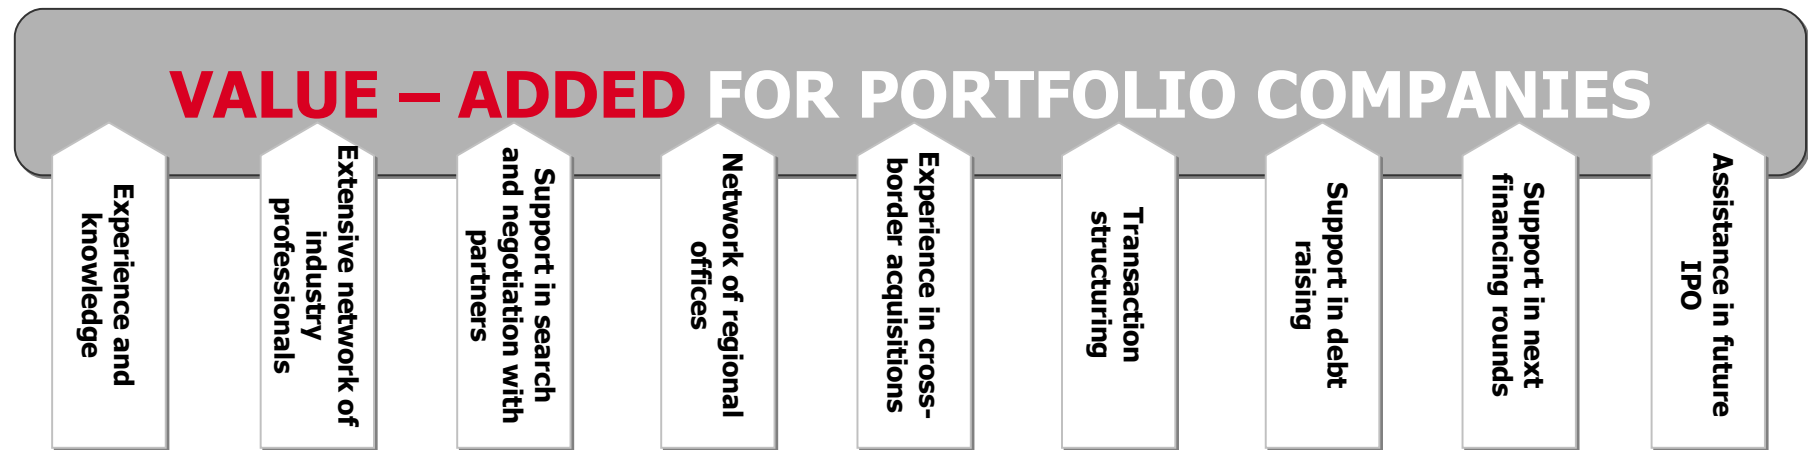 VALUE – ADDED FOR PORTFOLIO COMPANIES
Experience and
knowledge
Extensive network of
industry
professionals
Support in search
and negotiation with
partners
Network of regional
offices
Experience in cross-
border acquisitions
Transaction
structuring
Support in debt
raising
Support in next
financing rounds
Assistance in future
IPO